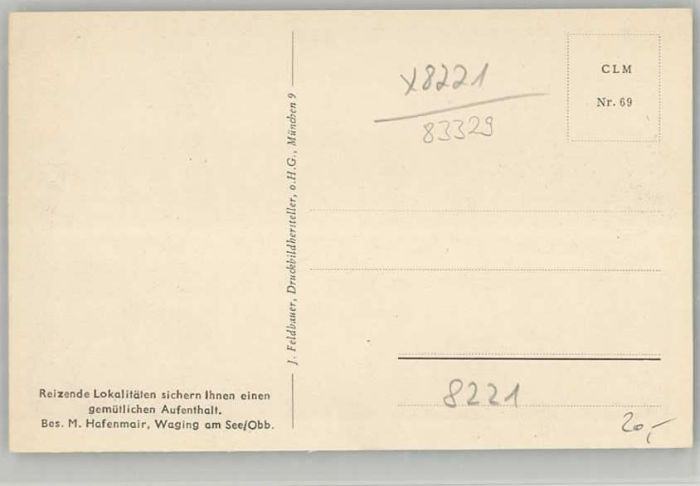 CLM
Nr. 69
x8221
83329
J. Feldbauer, Druckbildhersteller, o.H.G., München 9
8221
20,-
Reizende Lokalitäten sichern Ihnen einen
gemütlichen Aufenthalt.
Bes. M. Hafenmair, Waging am See/Obb.